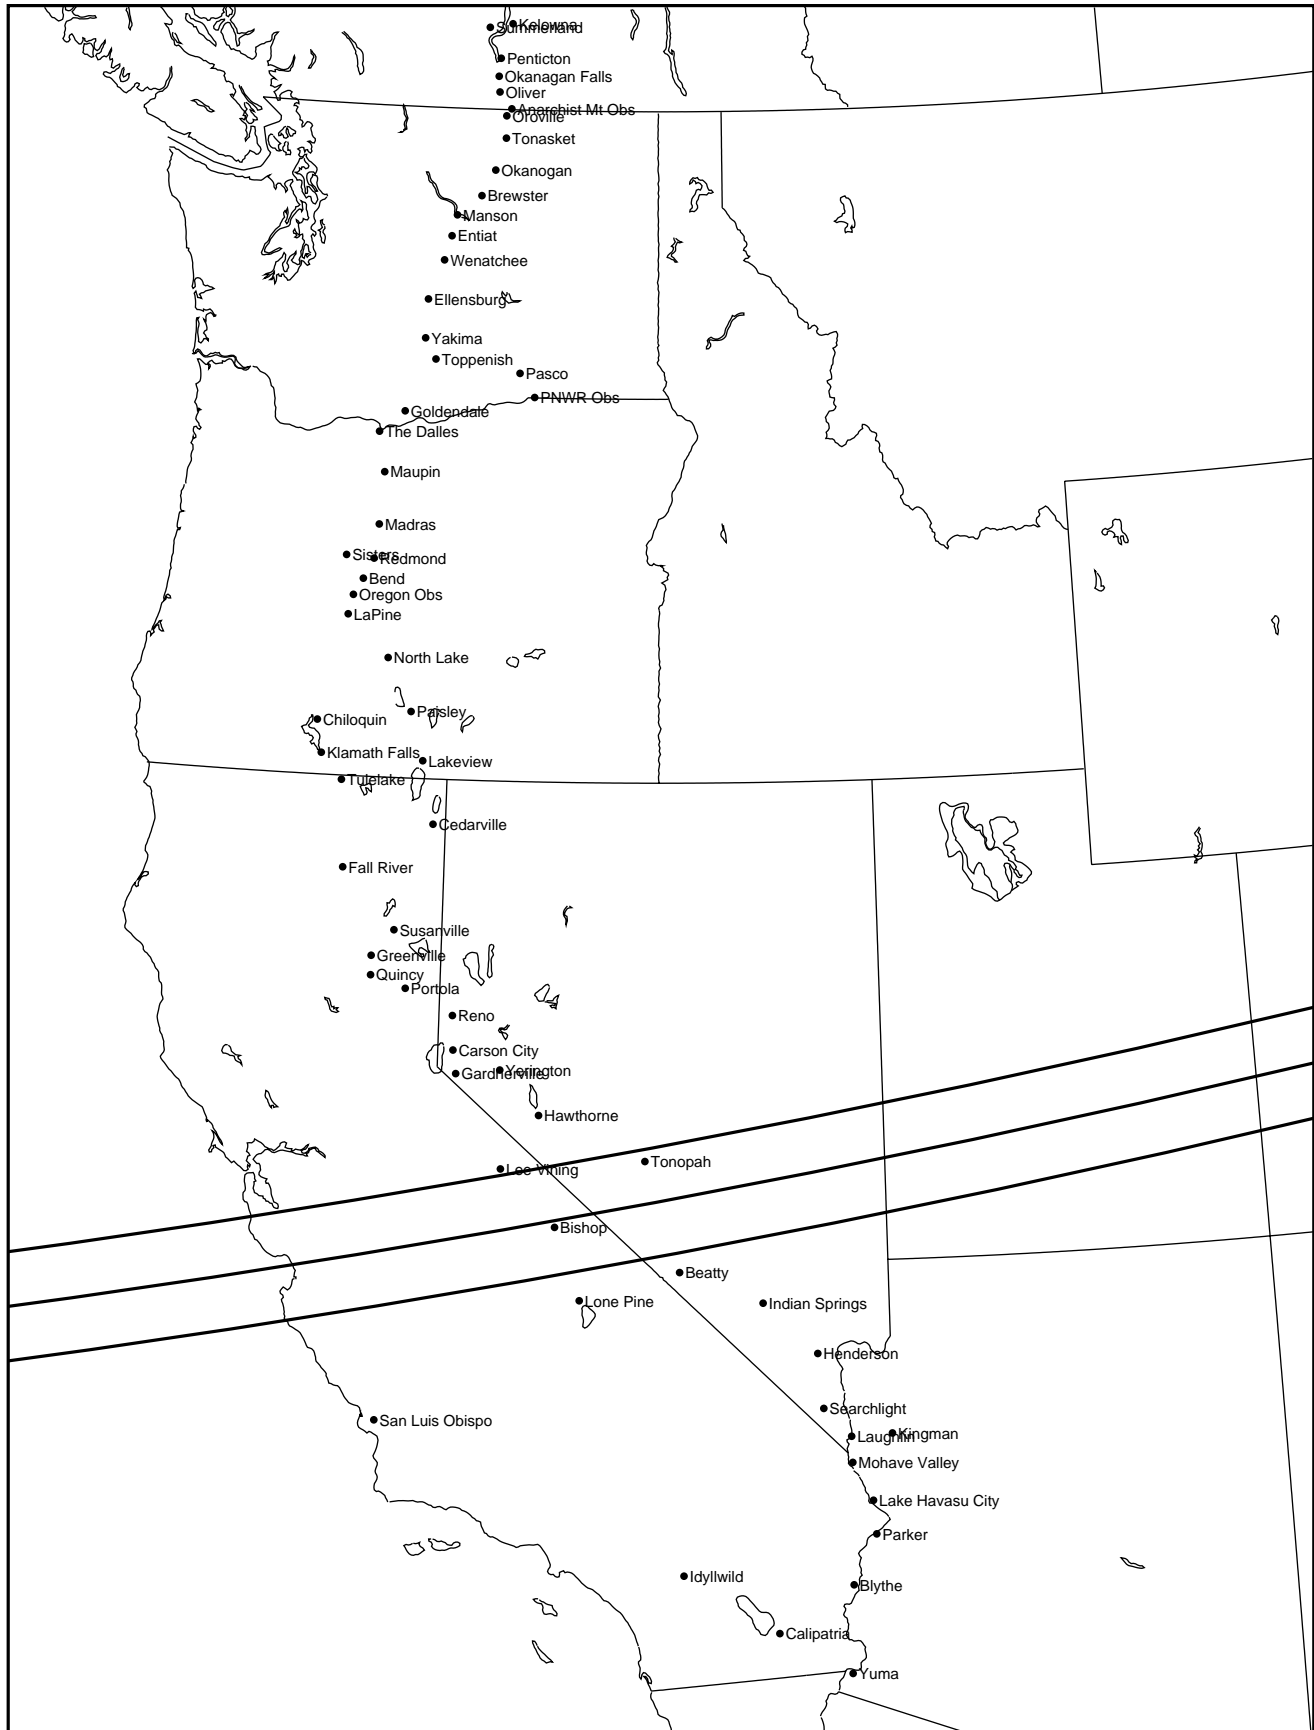 Kelowna
Summerland
Penticton
Okanagan Falls
Oliver
Anarchist Mt Obs
Oroville
Tonasket
Okanogan
Brewster
Manson
Entiat
Wenatchee
Ellensburg
Yakima
Toppenish
Pasco
PNWR Obs
Goldendale
The Dalles
Maupin
Madras
Sisters
Redmond
Bend
Oregon Obs
LaPine
North Lake
Paisley
Chiloquin
Klamath Falls
Lakeview
Tulelake
Cedarville
Fall River
Susanville
Greenville
Quincy
Portola
Reno
Carson City
Yerington
Gardnerville
Hawthorne
Tonopah
Lee Vining
Bishop
Beatty
Lone Pine
Indian Springs
Henderson
Searchlight
San Luis Obispo
Kingman
Laughlin
Mohave Valley
Lake Havasu City
Parker
Idyllwild
Blythe
Calipatria
Yuma